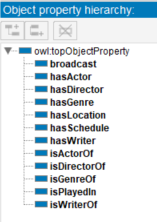 Object property hierarchy:
owl:topObjectProperty
broadcast
hasActor
hasDirector
hasGenre
hasLocation
hasSchedule
hasWriter
isActorOf
isDirectorOf
isGenreOf
isPlayedIn
isWriterOf